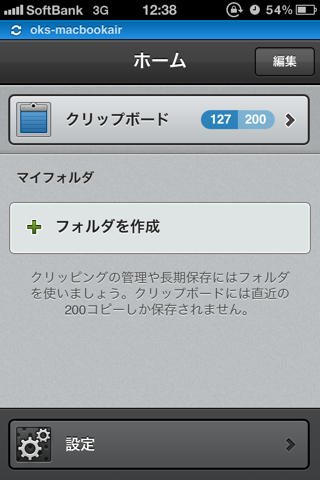 SoftBank 3G 12:38 54%
oks-macbookair
ホーム 編集
クリップボード 127 200
マイフォルダ
フォルダを作成
クリッピングの管理や長期保存にはフォルダ
を使いましょう。クリップボードには直近の
200コピーしか保存されません。
設定